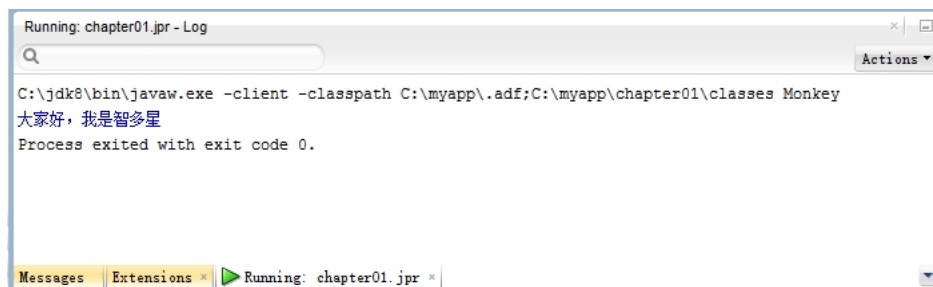 Running: chapter01.jpr - Log
Actions
C:\jdk8\bin\javaw.exe -client -classpath C:\myapp\.adf;C:\myapp\chapter01\classes Monkey
大家好，我是智多星
Process exited with exit code 0.
Messages Extensions Running: chapter01.jpr